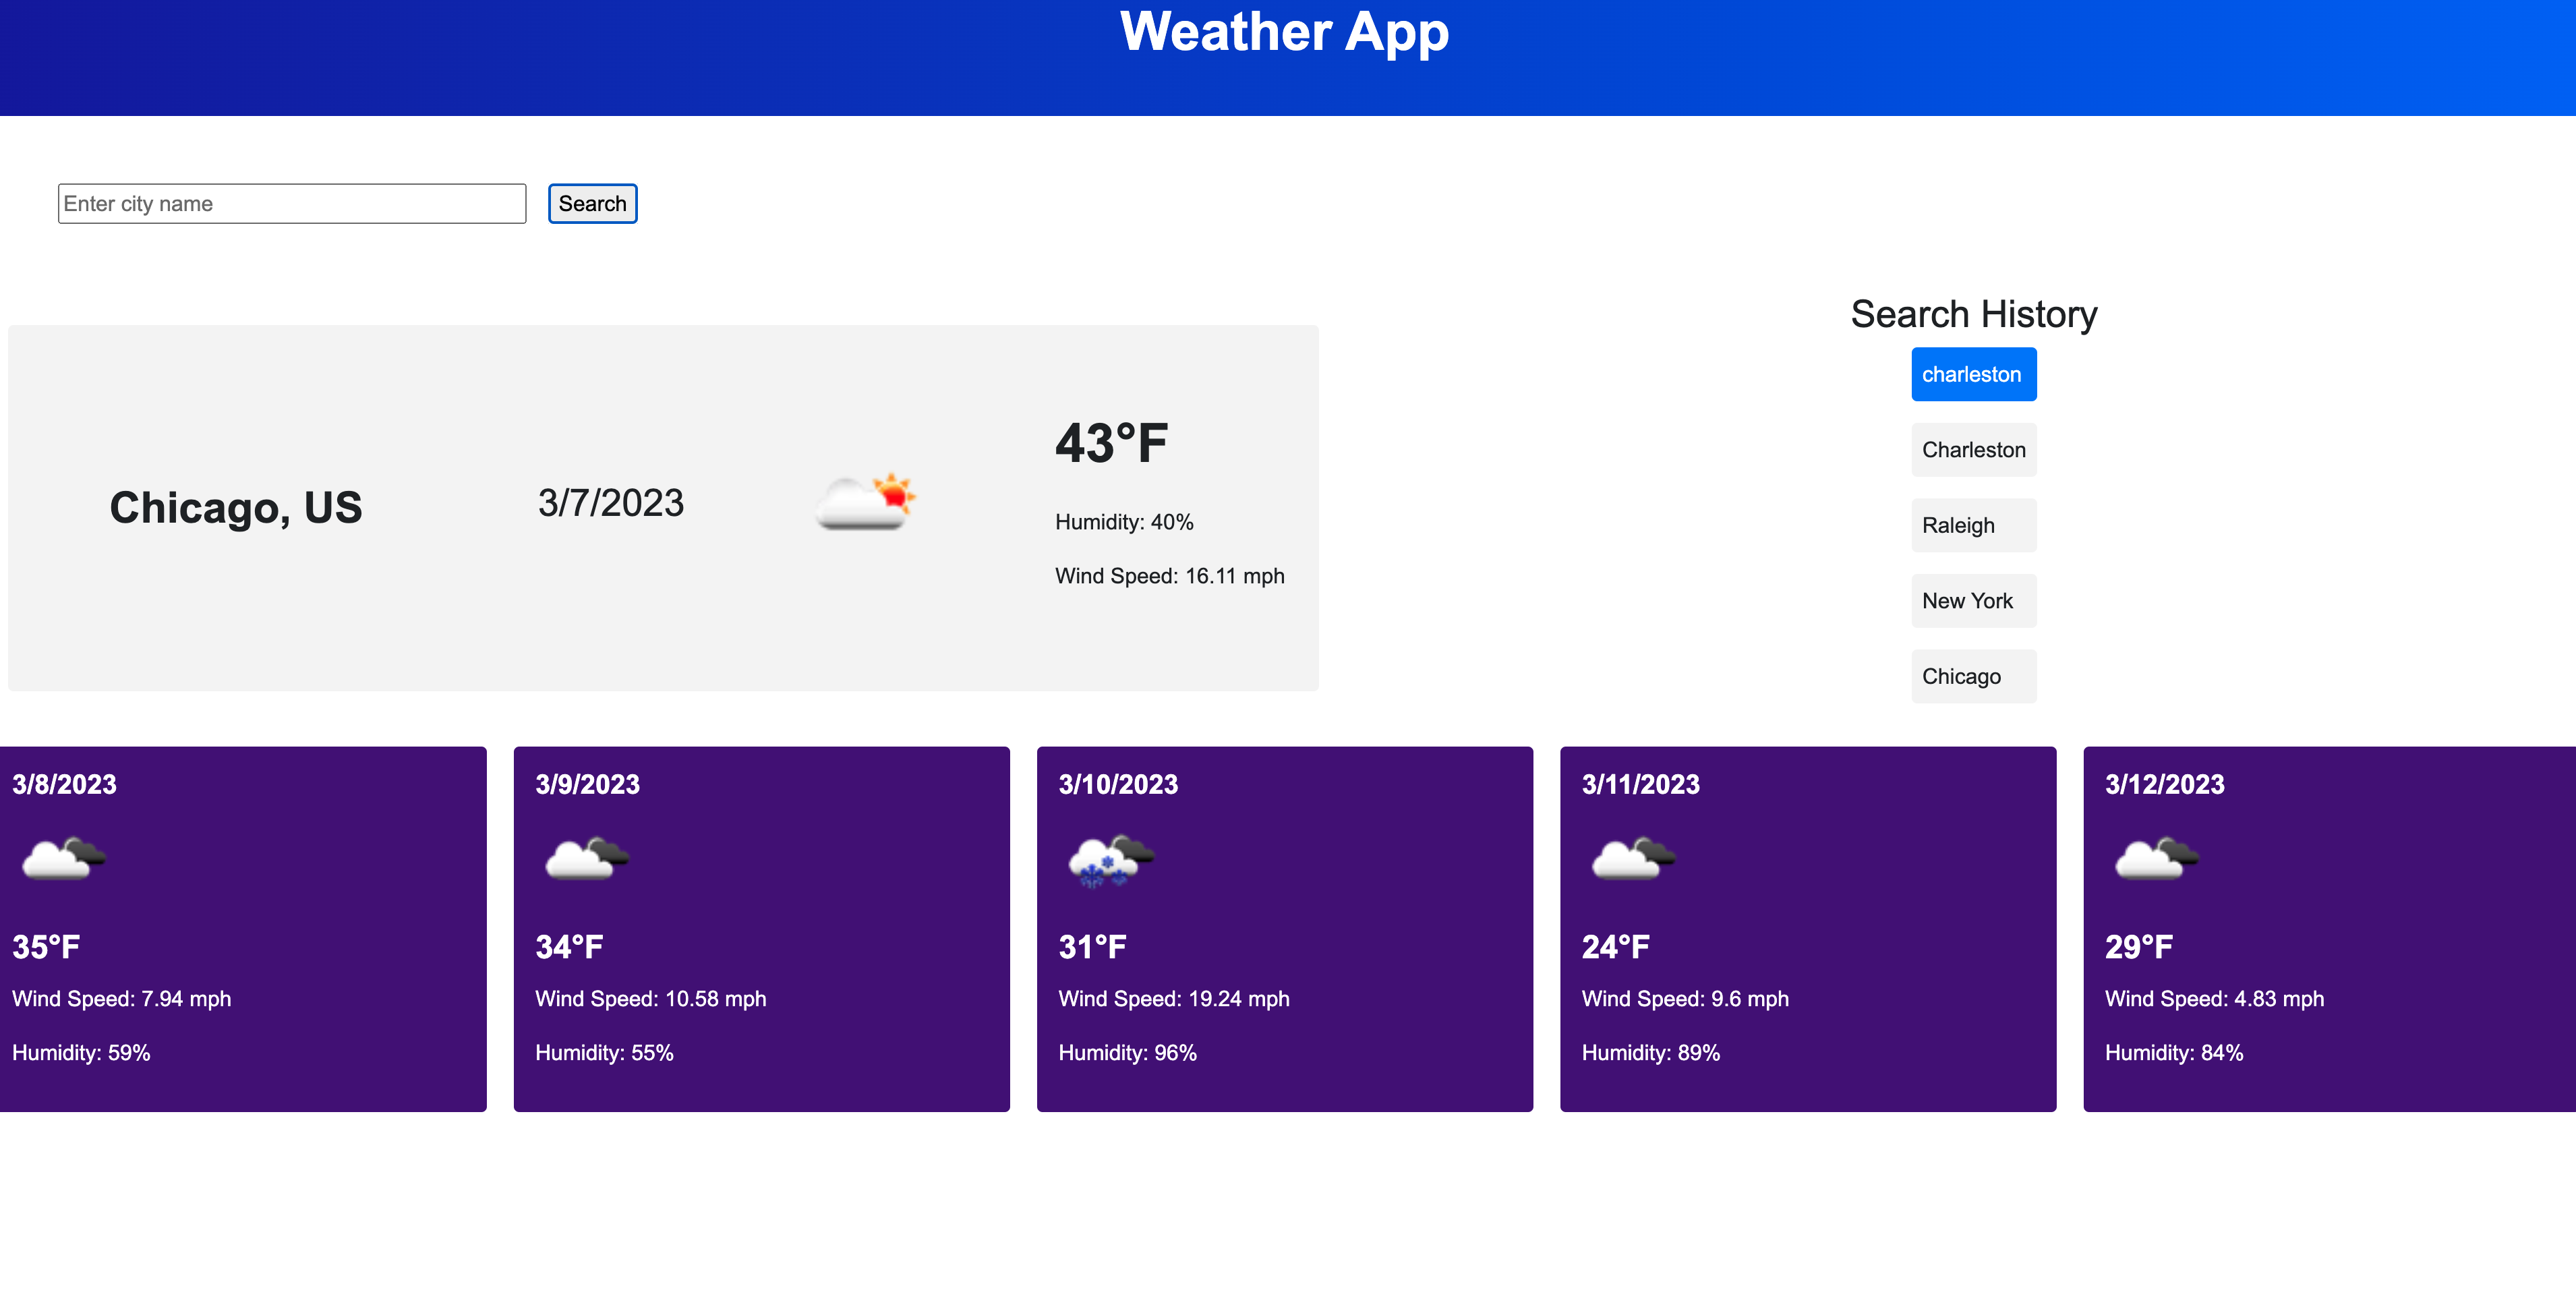 Weather App
Enter city name
Search
Chicago, US
3/7/2023
43°F
Humidity: 40%
Wind Speed: 16.11 mph
Search History
charleston
Charleston
Raleigh
New York
Chicago
3/8/2023
35°F
Wind Speed: 7.94 mph
Humidity: 59%
3/9/2023
34°F
Wind Speed: 10.58 mph
Humidity: 55%
3/10/2023
31°F
Wind Speed: 19.24 mph
Humidity: 96%
3/11/2023
24°F
Wind Speed: 9.6 mph
Humidity: 89%
3/12/2023
29°F
Wind Speed: 4.83 mph
Humidity: 84%